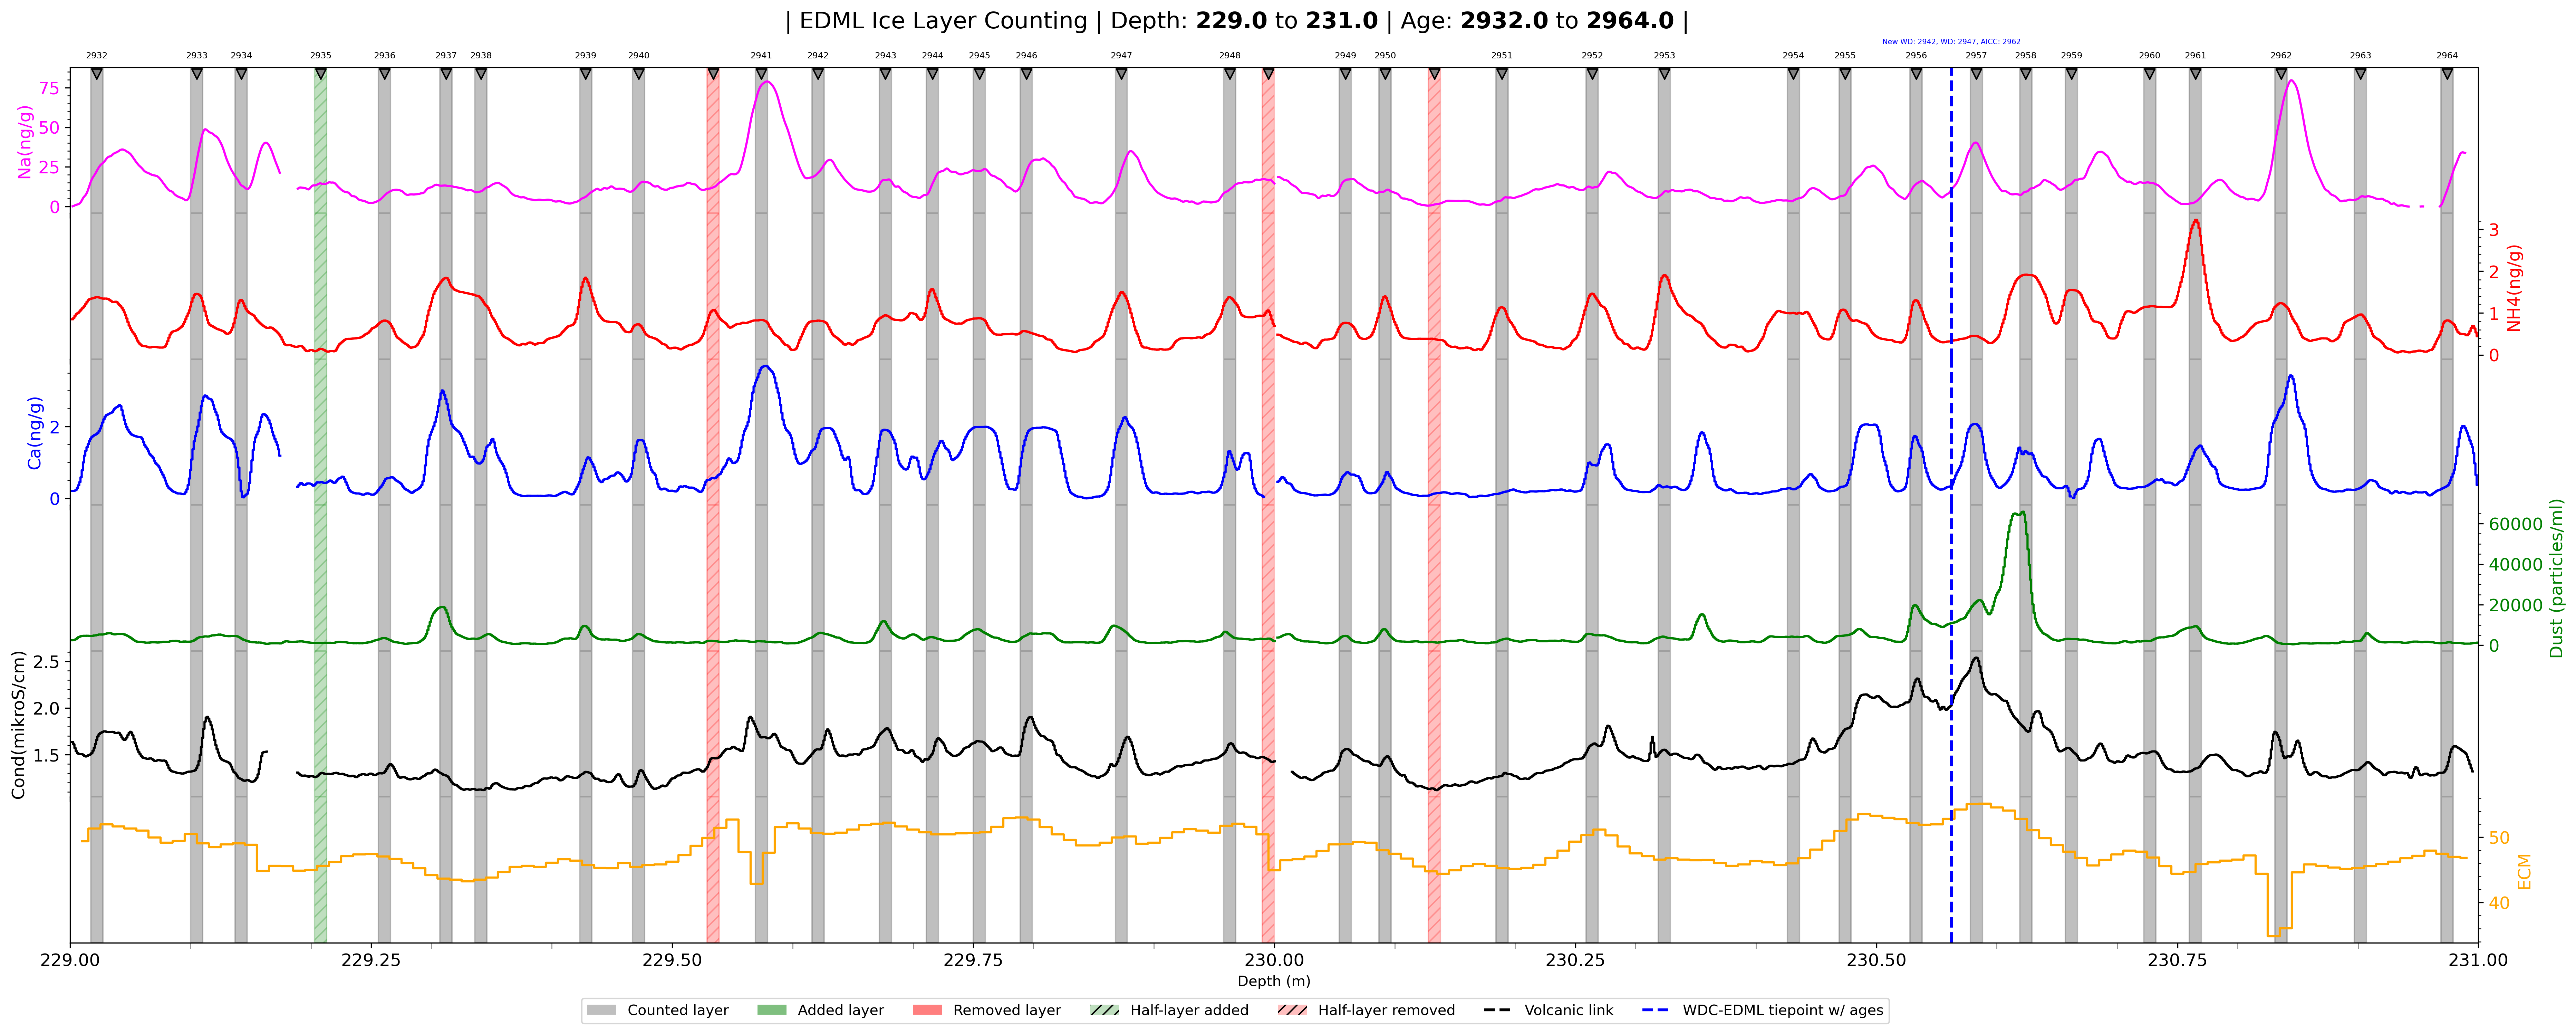 | EDML Ice Layer Counting | Depth: 229.0 to 231.0 | Age: 2932.0 to 2964.0 |
New WD: 2942, WD: 2947, AICC: 2962
2932 2933 2934 2935 2936 2937 2938 2939 2940 2941 2942 2943 2944 2945 2946 2947 2948 2949 2950 2951 2952 2953 2954 2955 2956 2957 2958 2959 2960 2961 2962 2963 2964
Na(ng/g)
75
50
25
0
NH4(ng/g)
3
2
1
0
Ca(ng/g)
2
0
Dust (particles/ml)
60000
40000
20000
0
Cond(mikroS/cm)
2.5
2.0
1.5
ECM
50
40
229.00 229.25 229.50 229.75 230.00 230.25 230.50 230.75 231.00
Depth (m)
Counted layer Added layer Removed layer Half-layer added Half-layer removed Volcanic link WDC-EDML tiepoint w/ ages